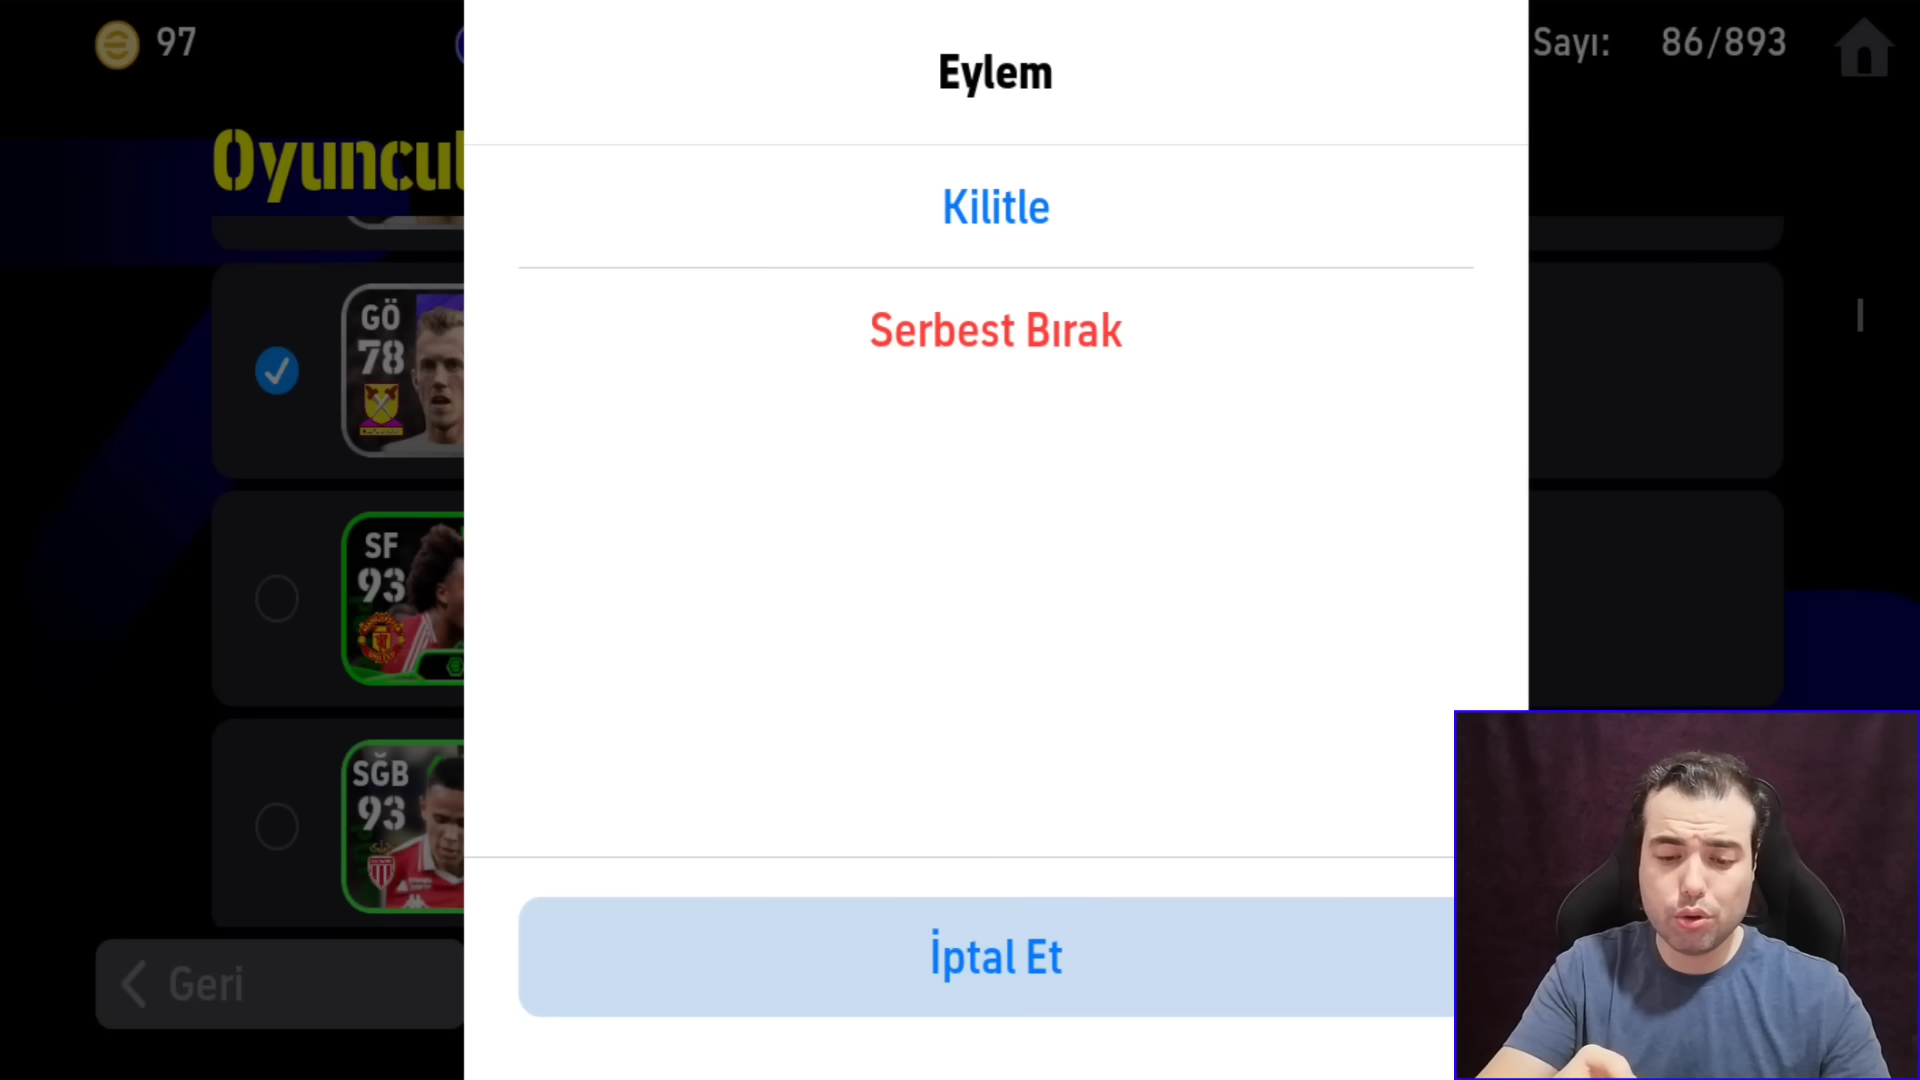 97
Sayı:
86/893
Eylem
Oyuncul
Kilitle
Serbest Bırak
GÖ
78
SF
93
SĞB
93
İptal Et
Geri